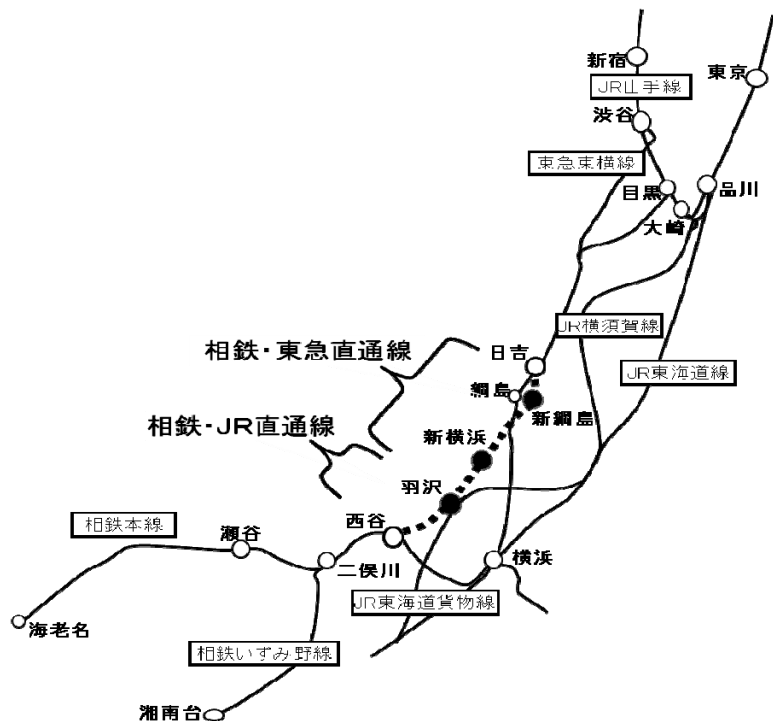 新宿
東京
JR山手線
渋谷
東急東横線
目黒
品川
大崎
JR横須賀線
相鉄・東急直通線
日吉
JR東海道線
綱島
新綱島
相鉄・JR直通線
新横浜
羽沢
西谷
相鉄本線
瀬谷
二俣川
横浜
JR東海道貨物線
海老名
相鉄いずみ野線
湘南台